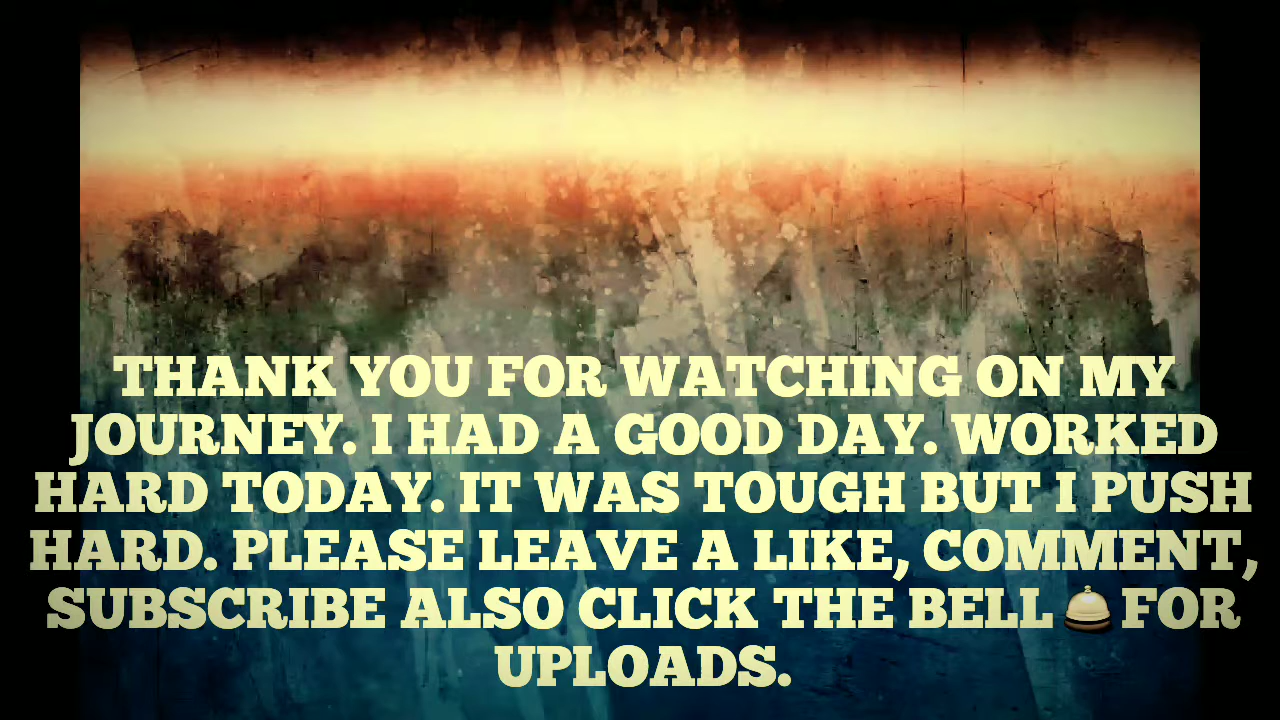 THANK YOU FOR WATCHING ON MY
JOURNEY. I HAD A GOOD DAY. WORKED
HARD TODAY. IT WAS TOUGH BUT I PUSH
HARD. PLEASE LEAVE A LIKE, COMMENT,
SUBSCRIBE ALSO CLICK THE BELL🛎️FOR
UPLOADS.